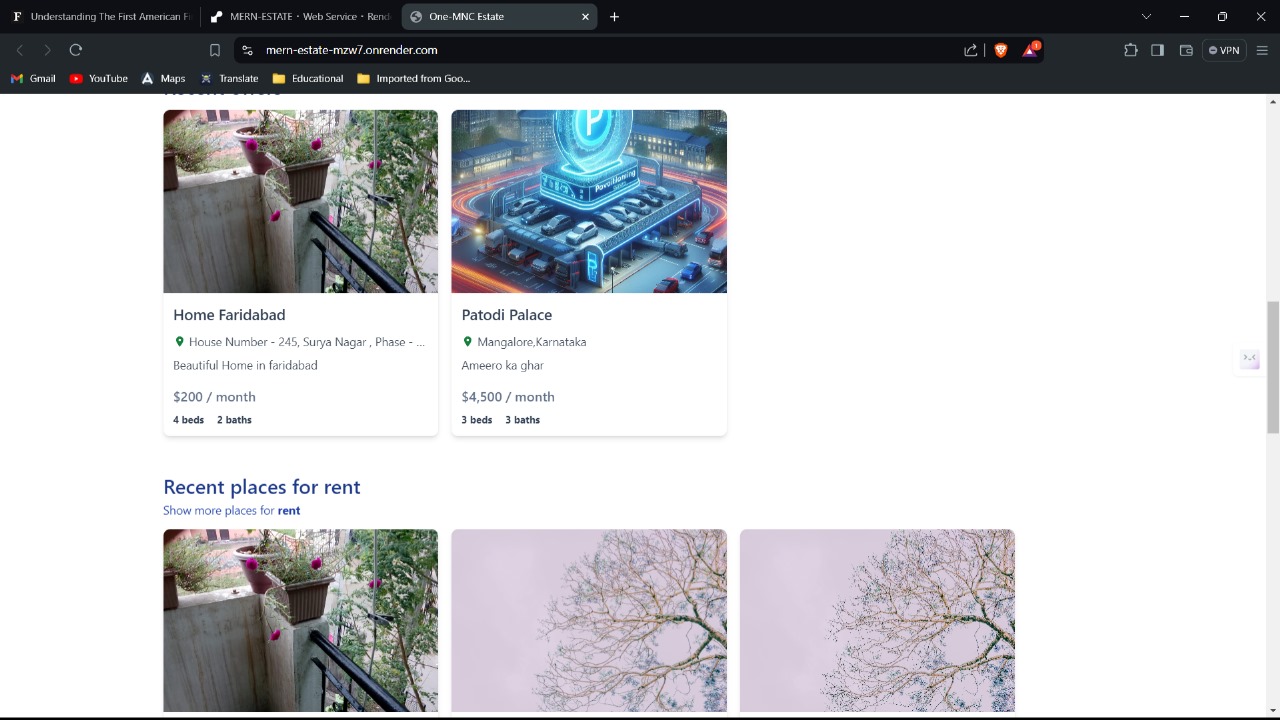 Understanding The First American Fi
MERN-ESTATE · Web Service · Rend
One-MNC Estate
mern-estate-mzw7.onrender.com
1
VPN
Gmail
YouTube
Maps
Translate
Educational
Imported from Goo...
Recent offers
P
Home Faridabad
House Number - 245, Surya Nagar , Phase - ...
Beautiful Home in faridabad
$200 / month
4 beds 2 baths
Patodi Palace
Mangalore,Karnataka
Ameero ka ghar
$4,500 / month
3 beds 3 baths
Recent places for rent
Show more places for rent